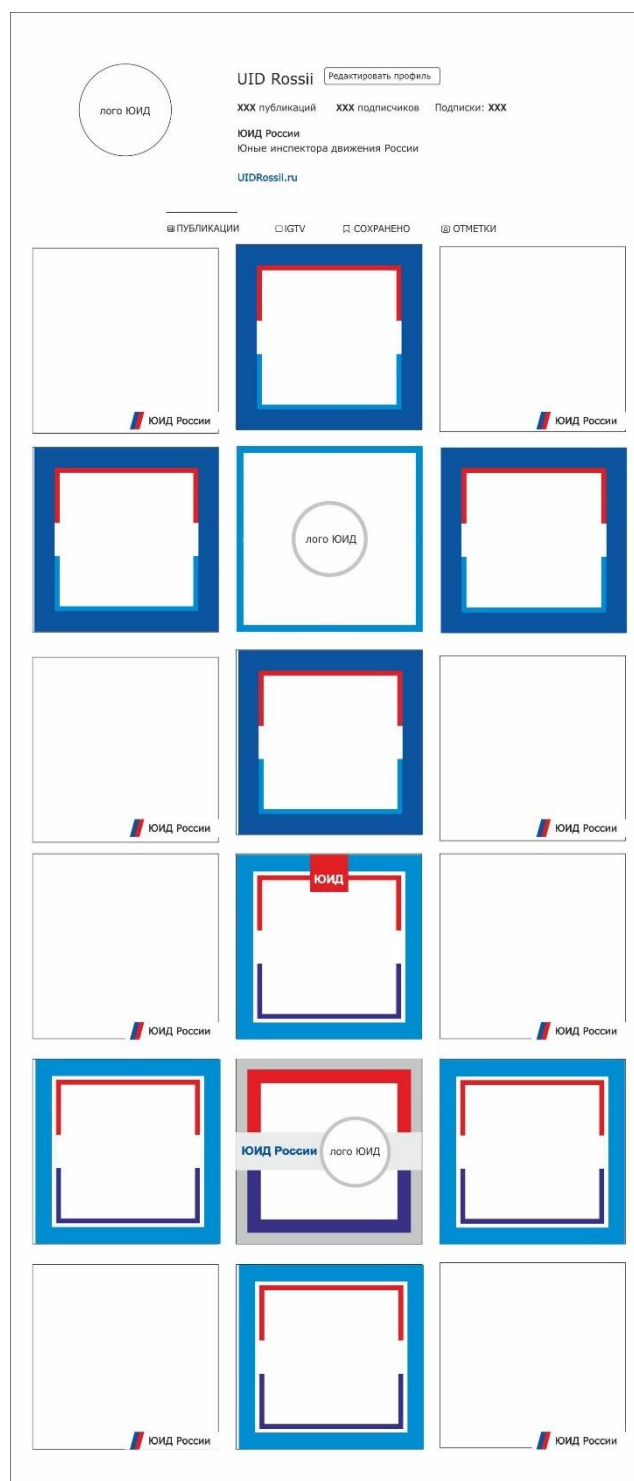 лого ЮИД
UID Rossii
Редактировать профиль
XXX публикаций XXX подписчиков Подписки: XXX
ЮИД России
Юные инспектора движения России
UIDRossii.ru
ПУБЛИКАЦИИ IGTV СОХРАНЕНО ОТМЕТКИ
ЮИД России
ЮИД России
лого ЮИД
ЮИД России
ЮИД России
ЮИД
ЮИД России
ЮИД России
ЮИД России
лого ЮИД
ЮИД России
ЮИД России